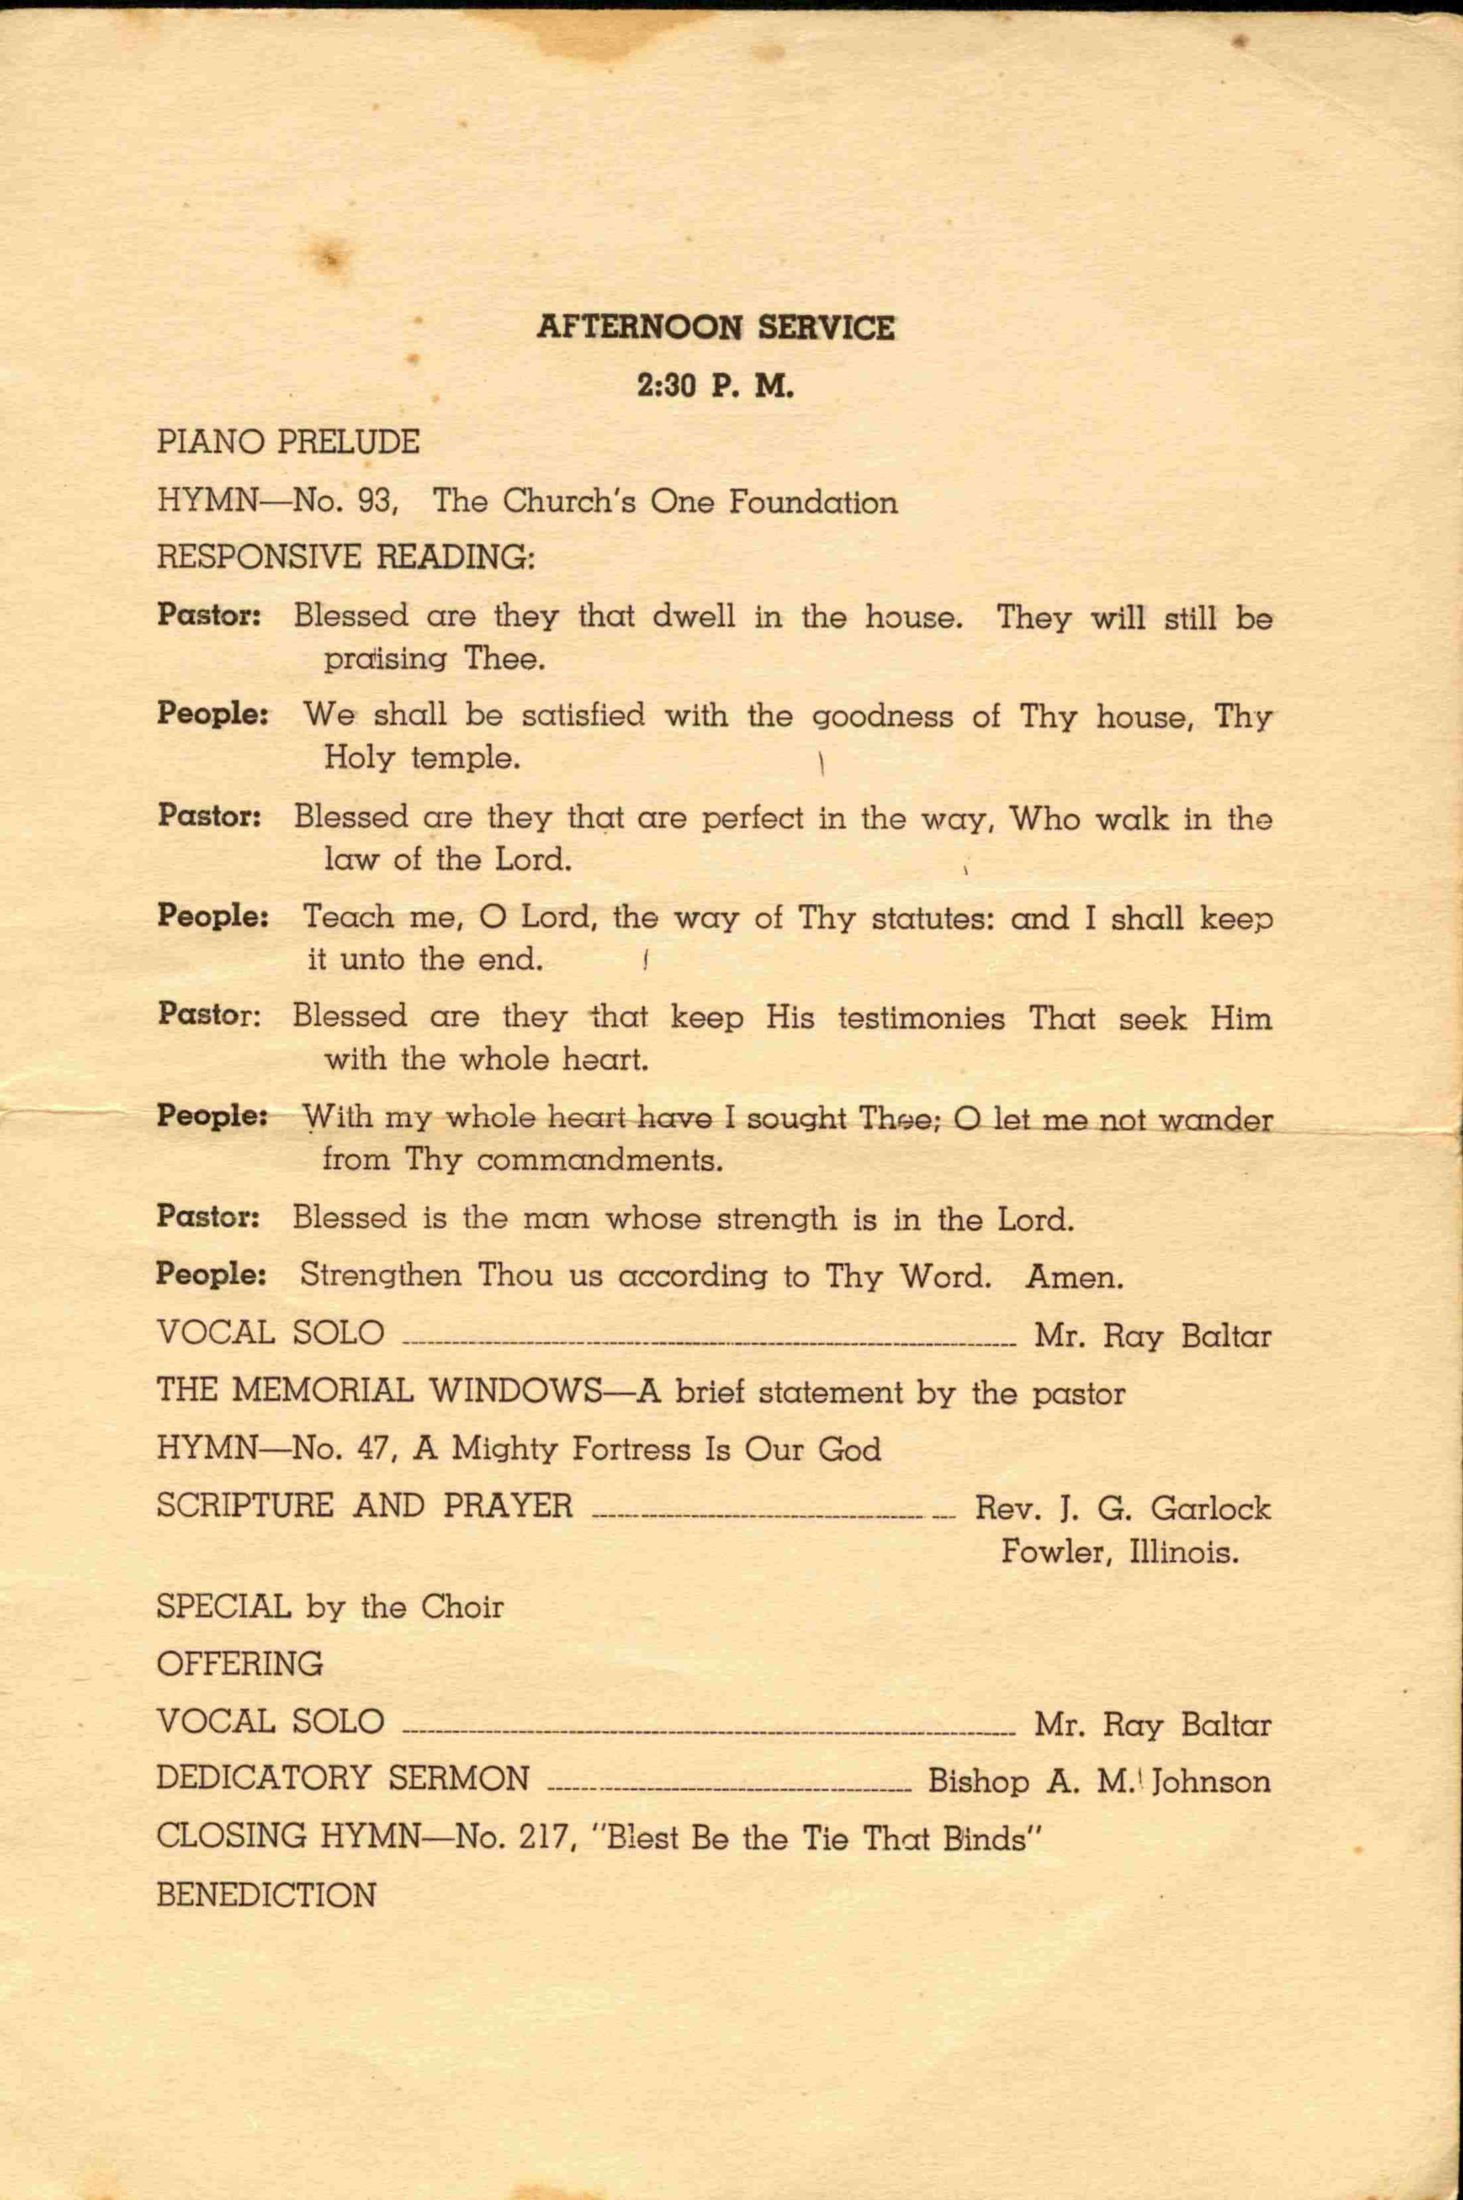 AFTERNOON SERVICE
2:30 P. M.
PIANO PRELUDE
HYMN—No. 93, The Church's One Foundation
RESPONSIVE READING:
Pastor: Blessed are they that dwell in the house. They will still be
praising Thee.
People: We shall be satisfied with the goodness of Thy house, Thy
Holy temple.
Pastor: Blessed are they that are perfect in the way, Who walk in the
law of the Lord.
People: Teach me, O Lord, the way of Thy statutes: and I shall keep
it unto the end.
Pastor: Blessed are they that keep His testimonies That seek Him
with the whole heart.
People: With my whole heart have I sought Thee; O let me not wander
from Thy commandments.
Pastor: Blessed is the man whose strength is in the Lord.
People: Strengthen Thou us according to Thy Word. Amen.
VOCAL SOLO ---------- Mr. Ray Baltar
THE MEMORIAL WINDOWS—A brief statement by the pastor
HYMN—No. 47, A Mighty Fortress Is Our God
SCRIPTURE AND PRAYER ---------- Rev. J. G. Garlock
Fowler, Illinois.
SPECIAL by the Choir
OFFERING
VOCAL SOLO ---------- Mr. Ray Baltar
DEDICATORY SERMON ---------- Bishop A. M. Johnson
CLOSING HYMN—No. 217, "Blest Be the Tie That Binds"
BENEDICTION